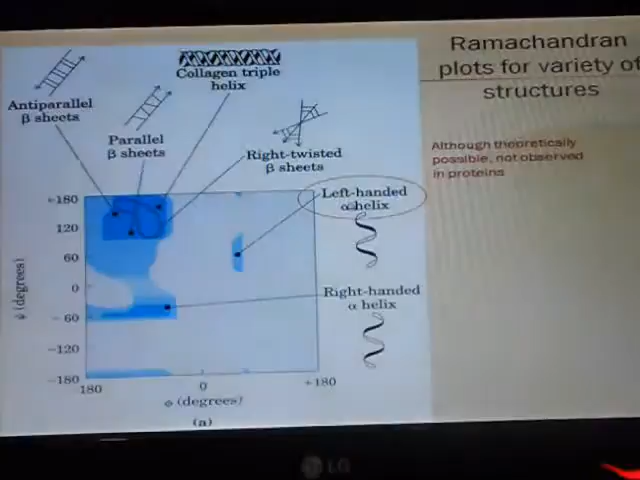 Ramachandran
plots for variety of
structures
Although theoretically
possible, not observed
in proteins
Collagen triple
helix
Antiparallel
β sheets
Parallel
β sheets
Right-twisted
β sheets
Left-handed
α helix
Right-handed
α helix
+180
120
60
0
-60
-120
-180
ψ (degrees)
180
0
+180
ϕ (degrees)
(a)
LG